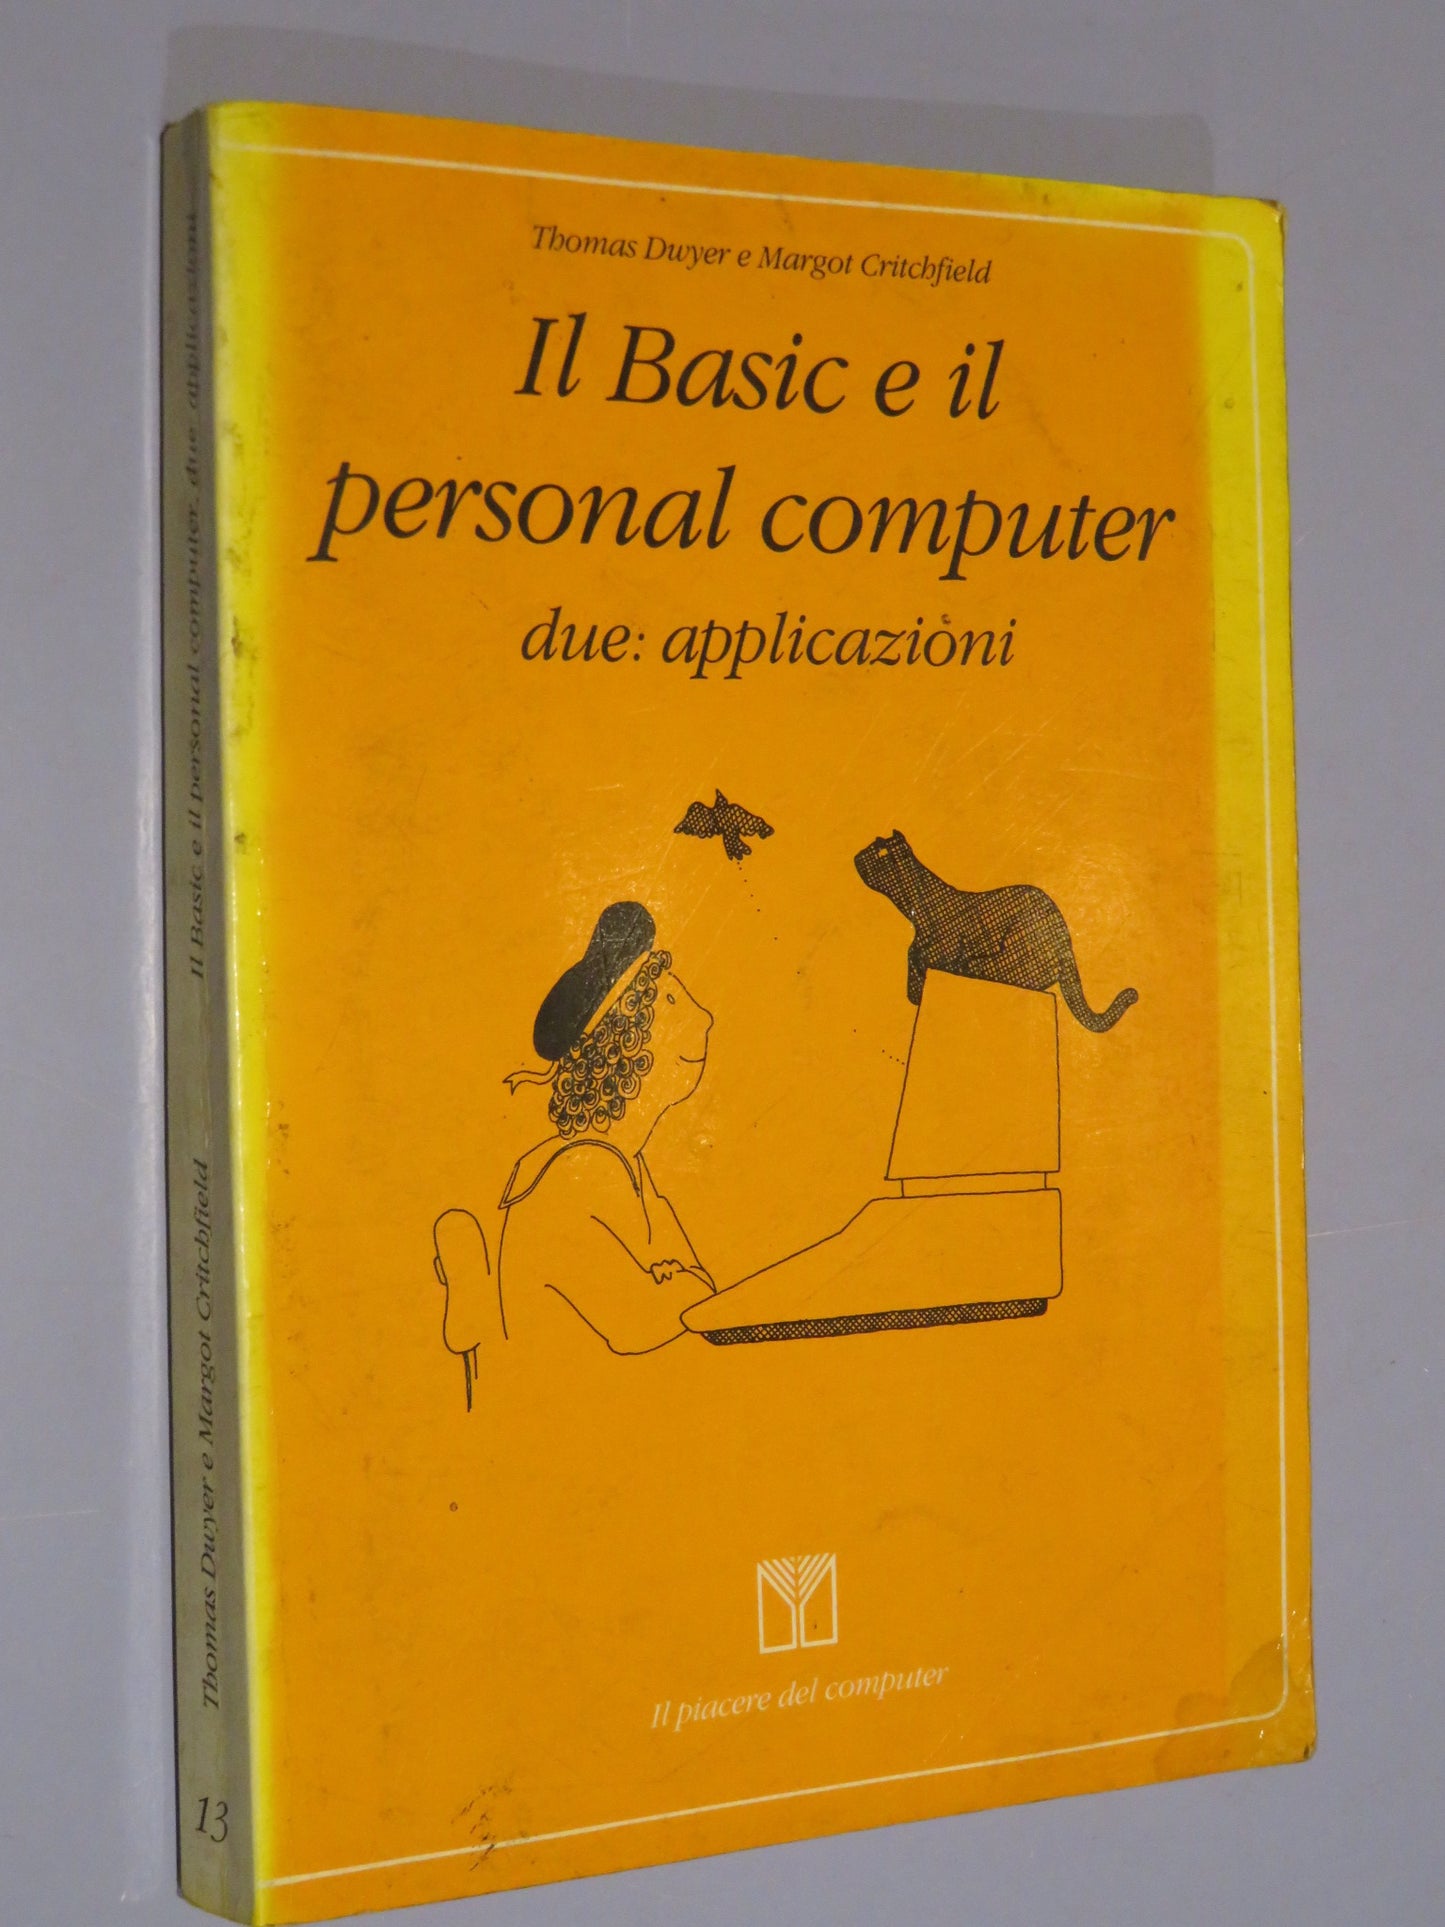 Thomas Dwyer e Margot Critchfield
Il Basic e il
personal computer
due: applicazioni
Il piacere del computer
Thomas Dwyer e Margot Critchfield Il Basic e il personal computer, due: applicazioni
13